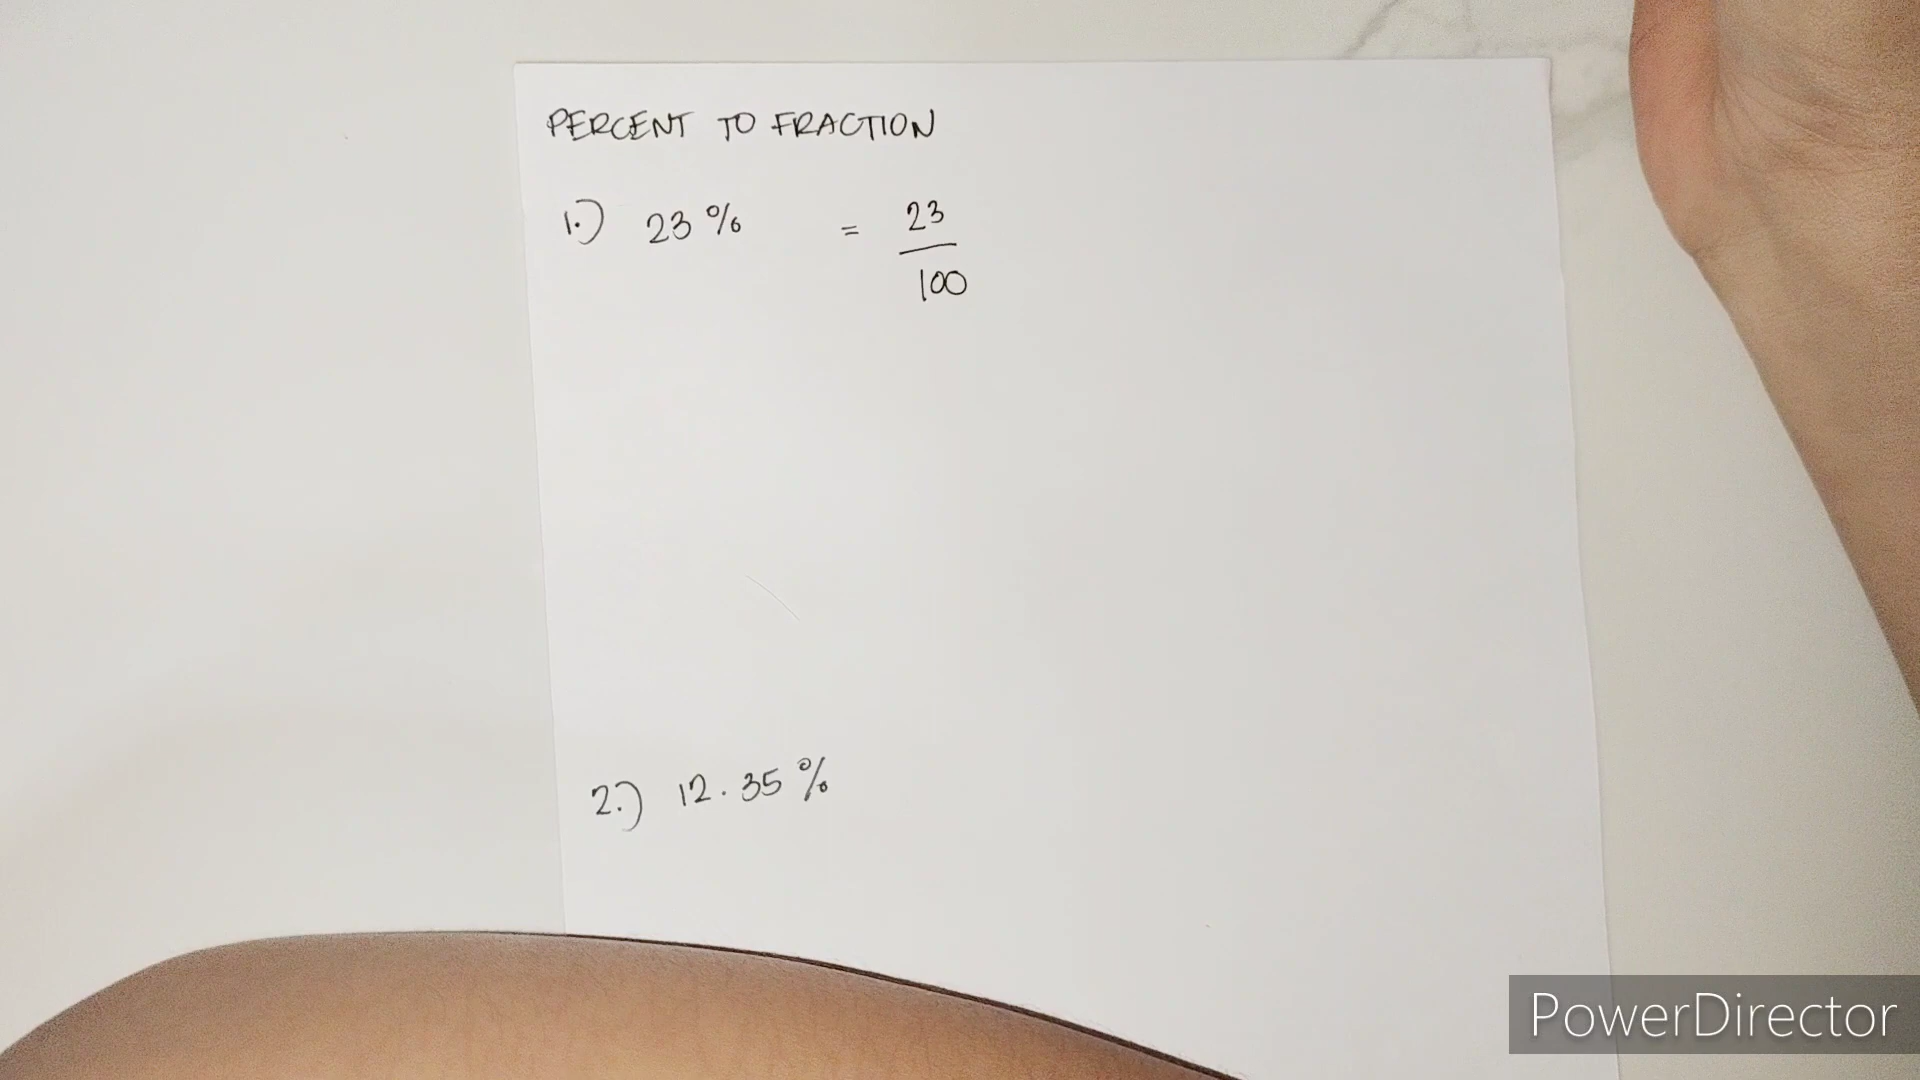 PERCENT TO FRACTION
1.) 23 % = 23
100
2.) 12.35 %
PowerDirector